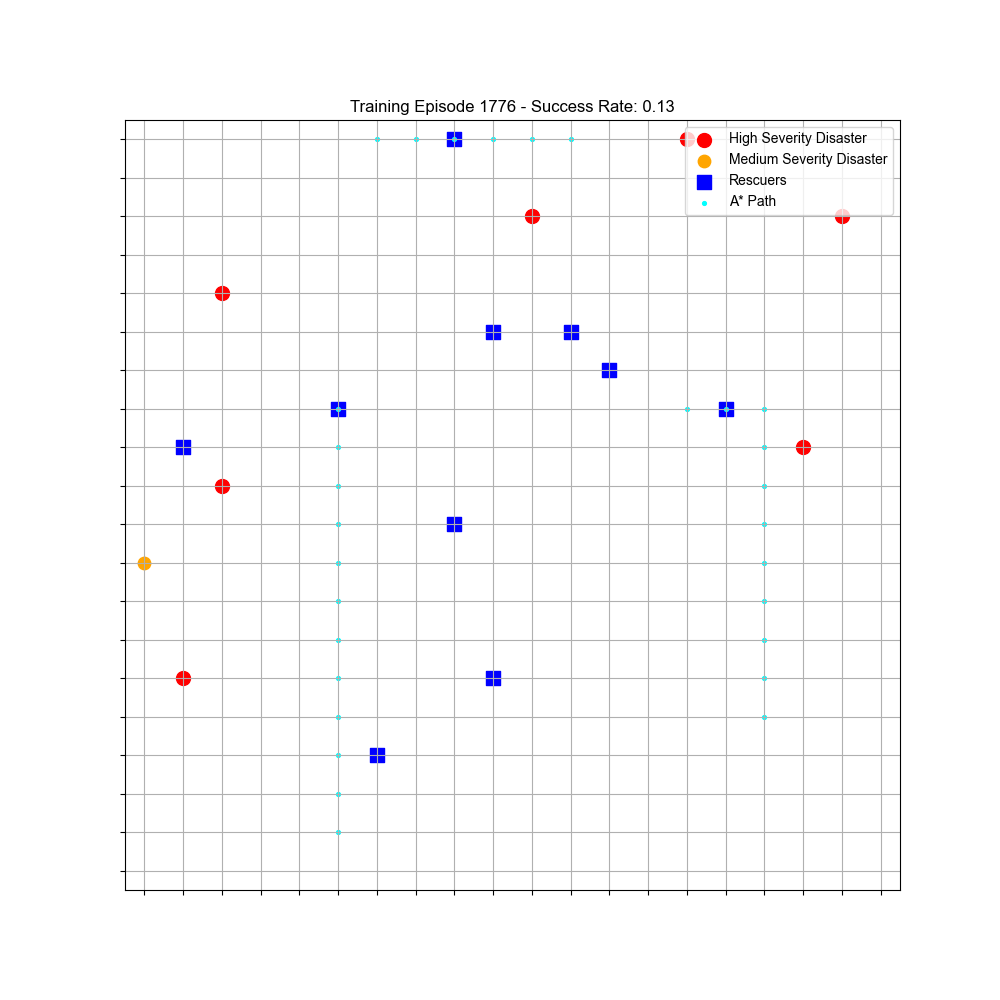 Training Episode 1776 - Success Rate: 0.13
High Severity Disaster
Medium Severity Disaster
Rescuers
A* Path